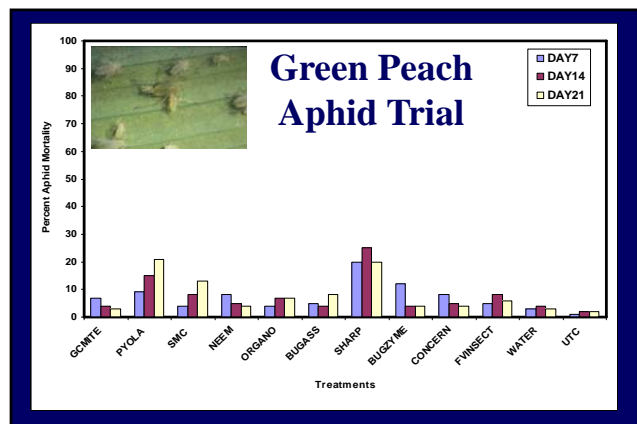 Green Peach
Aphid Trial
DAY7
DAY14
DAY21
Percent Aphid Mortality
100
90
80
70
60
50
40
30
20
10
0
GCMITE
PYOLA
SMC
NEEM
ORGANO
BUGASS
SHARP
BUGZYME
CONCERN
FVINSECT
WATER
UTC
Treatments